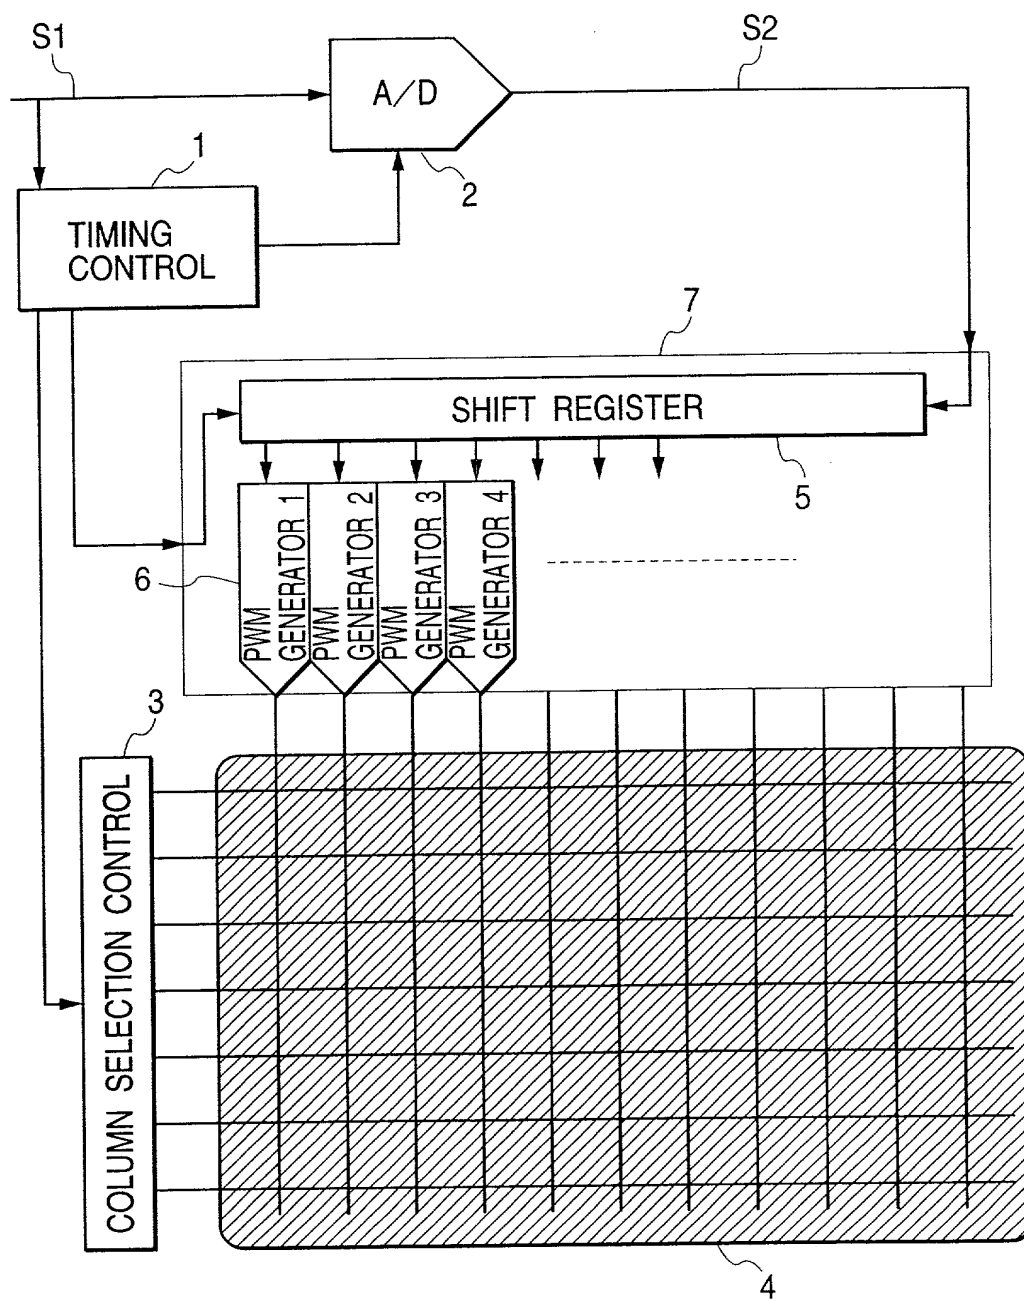 S1
S2
A/D
1
2
TIMING
CONTROL
7
SHIFT REGISTER
5
6
PWM
GENERATOR 1
PWM
GENERATOR 2
PWM
GENERATOR 3
PWM
GENERATOR 4
3
COLUMN SELECTION CONTROL
4